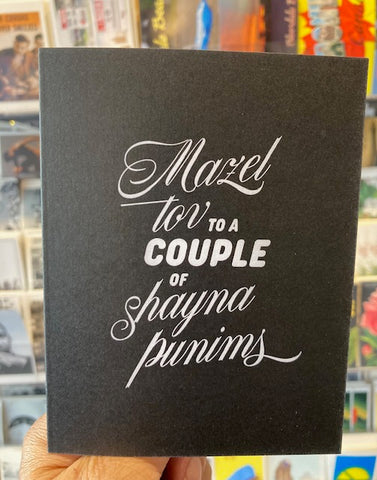 Mazel
tov TO A
COUPLE
OF
shayna
punims